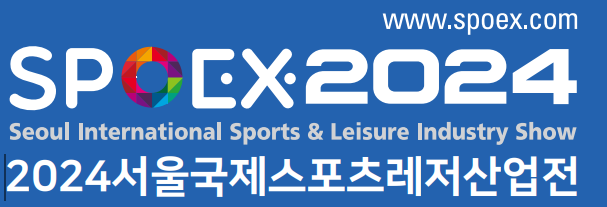 www.spoex.com
SPOEX2024
Seoul International Sports & Leisure Industry Show
2024서울국제스포츠레저산업전